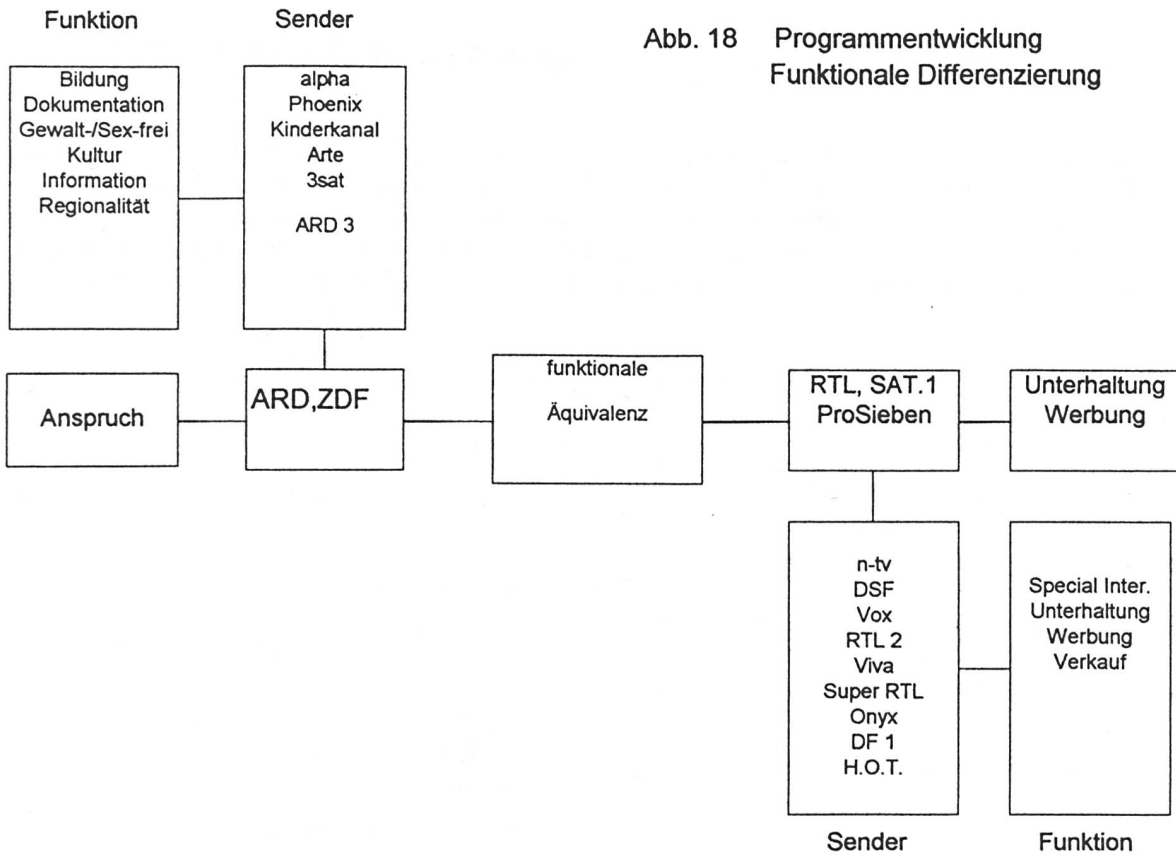 Funktion
Sender
Abb. 18 Programmentwicklung
Funktionale Differenzierung
Bildung
Dokumentation
Gewalt-/Sex-frei
Kultur
Information
Regionalität
alpha
Phoenix
Kinderkanal
Arte
3sat
ARD 3
Anspruch
ARD,ZDF
funktionale
Äquivalenz
RTL, SAT.1
ProSieben
Unterhaltung
Werbung
n-tv
DSF
Vox
RTL 2
Viva
Super RTL
Onyx
DF 1
H.O.T.
Special Inter.
Unterhaltung
Werbung
Verkauf
Sender
Funktion